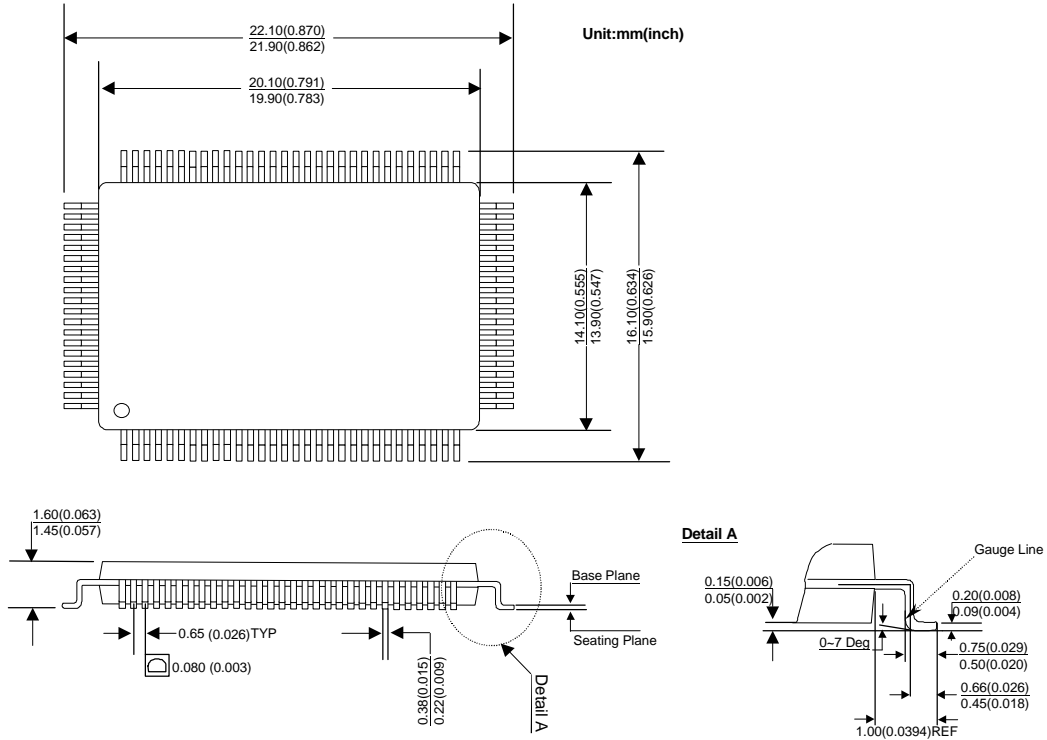 22.10(0.870)
21.90(0.862)
Unit:mm(inch)
20.10(0.791)
19.90(0.783)
14.10(0.555)
13.90(0.547)
16.10(0.634)
15.90(0.626)
1.60(0.063)
1.45(0.057)
Base Plane
Seating Plane
0.65 (0.026)TYP
0.080 (0.003)
0.38(0.015)
0.22(0.009)
Detail A
Detail A
Gauge Line
0.15(0.006)
0.05(0.002)
0.20(0.008)
0.09(0.004)
0~7 Deg
0.75(0.029)
0.50(0.020)
0.66(0.026)
0.45(0.018)
1.00(0.0394)REF